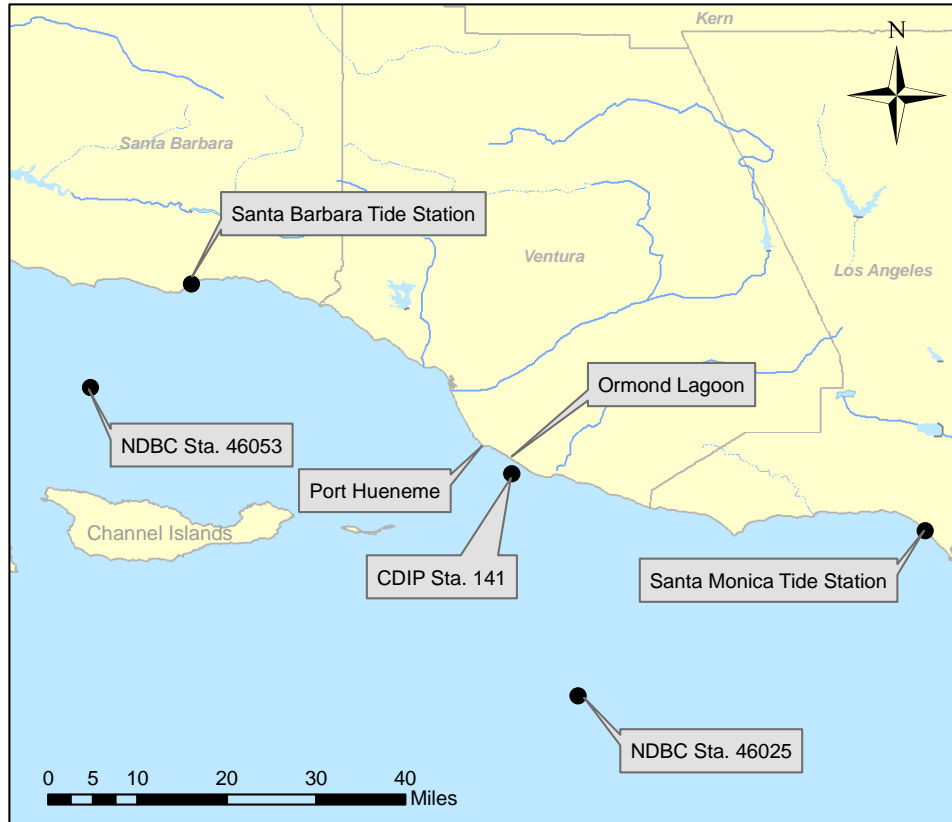 Kern
N
Santa Barbara
Santa Barbara Tide Station
Ventura
Los Angeles
Ormond Lagoon
NDBC Sta. 46053
Port Hueneme
Channel Islands
CDIP Sta. 141
Santa Monica Tide Station
NDBC Sta. 46025
0 5 10 20 30 40
Miles